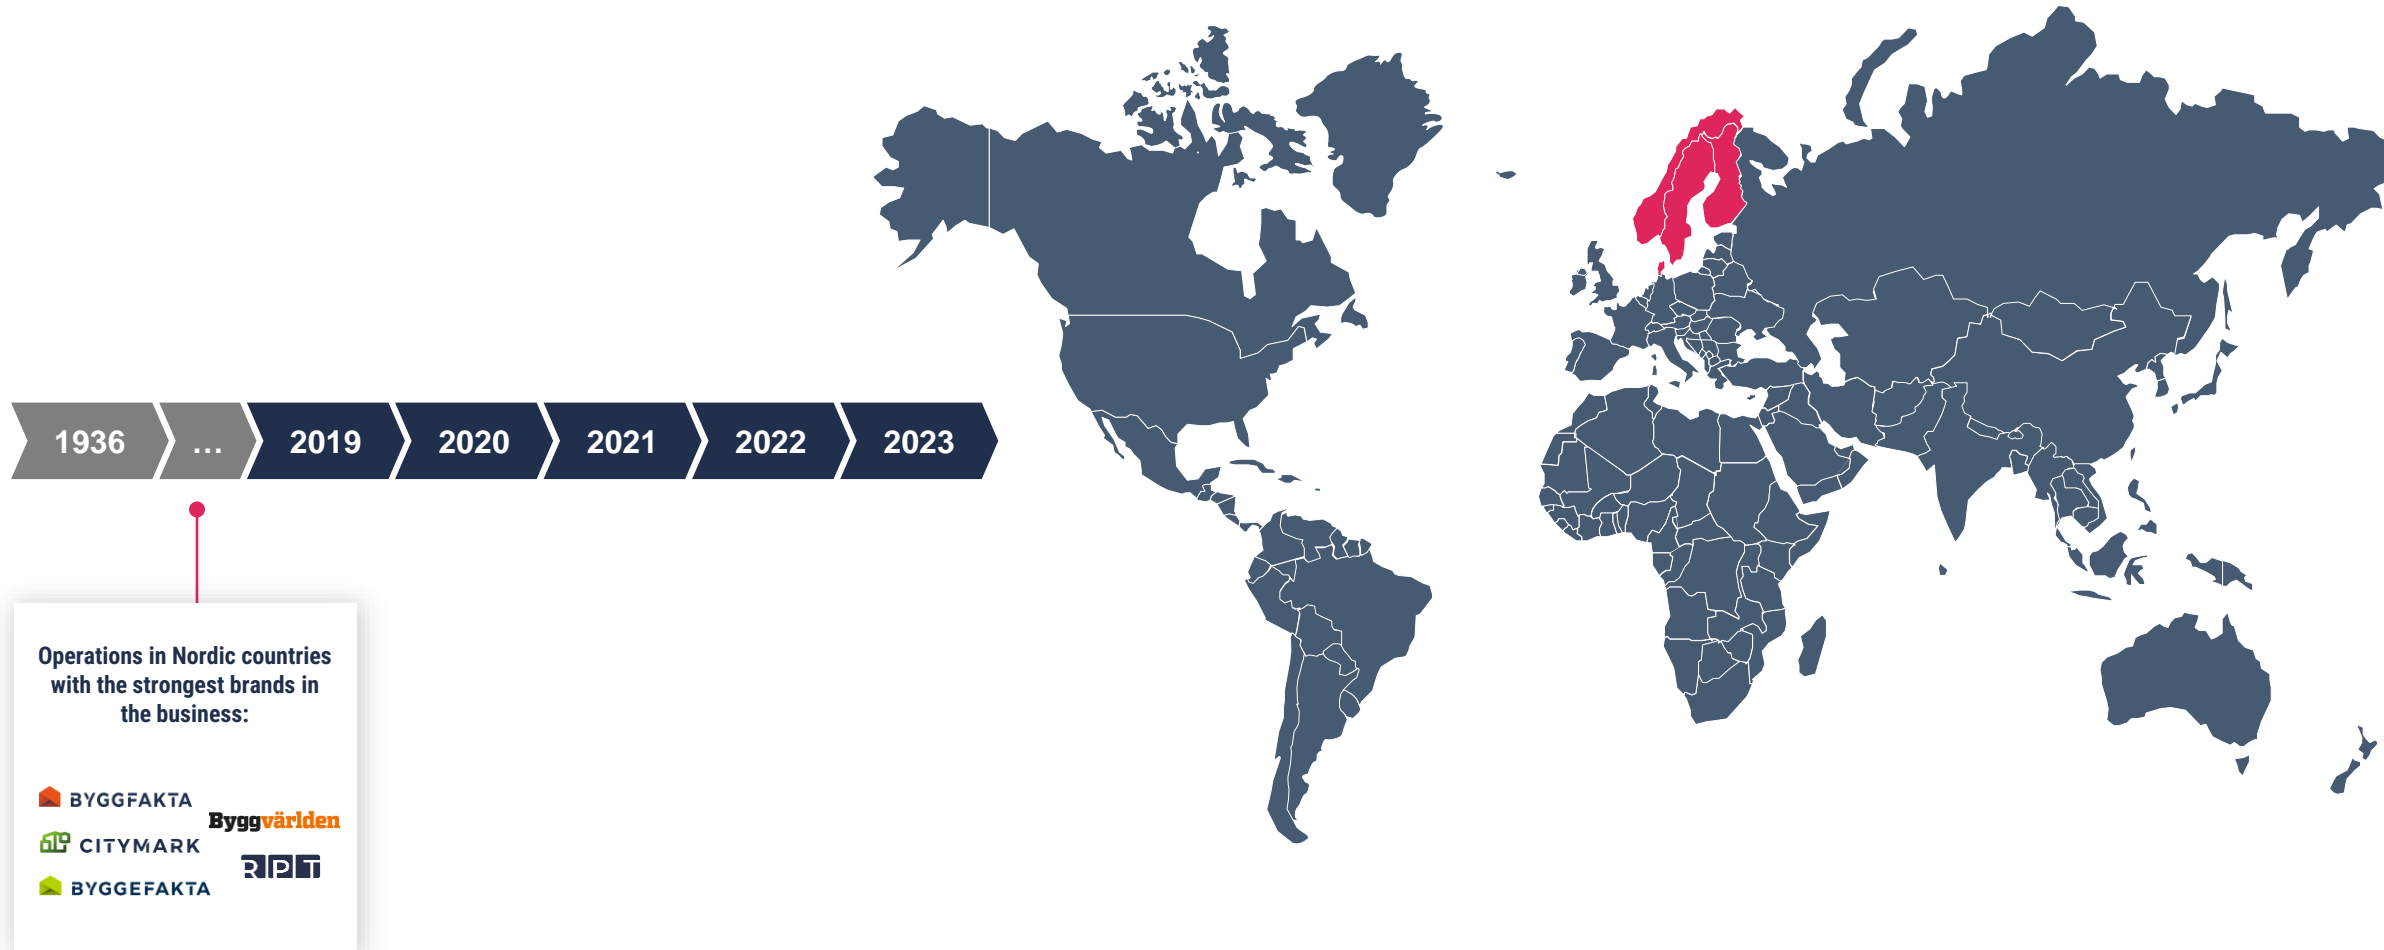 1936 ... 2019 2020 2021 2022 2023
Operations in Nordic countries
with the strongest brands in
the business:
BYGGFAKTA
Byggvärlden
CITYMARK
RPT
BYGGEFAKTA